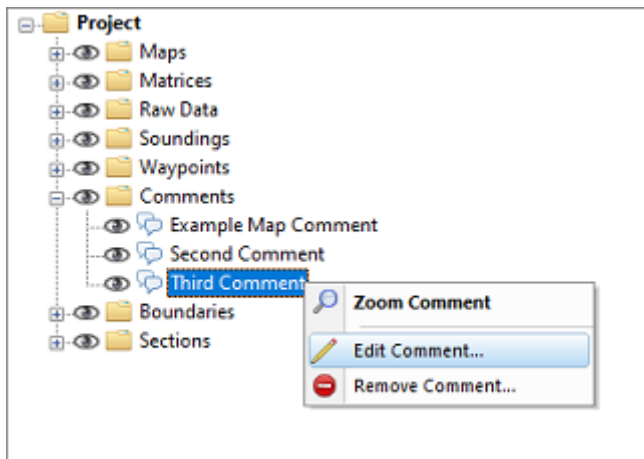 Project
Maps
Matrices
Raw Data
Soundings
Waypoints
Comments
Example Map Comment
Second Comment
Third Comment
Boundaries
Sections
Zoom Comment
Edit Comment...
Remove Comment...